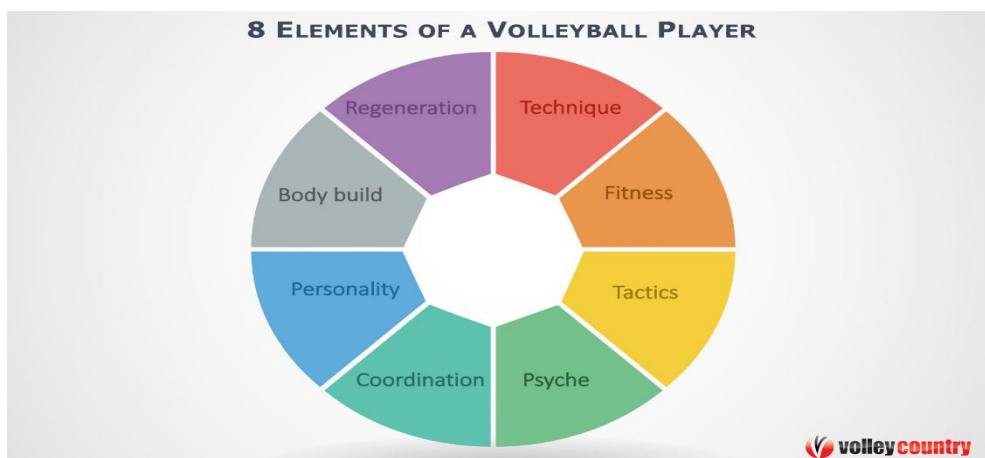 8 Elements of a Volleyball Player
Regeneration
Technique
Body build
Fitness
Personality
Tactics
Coordination
Psyche
volleycountry